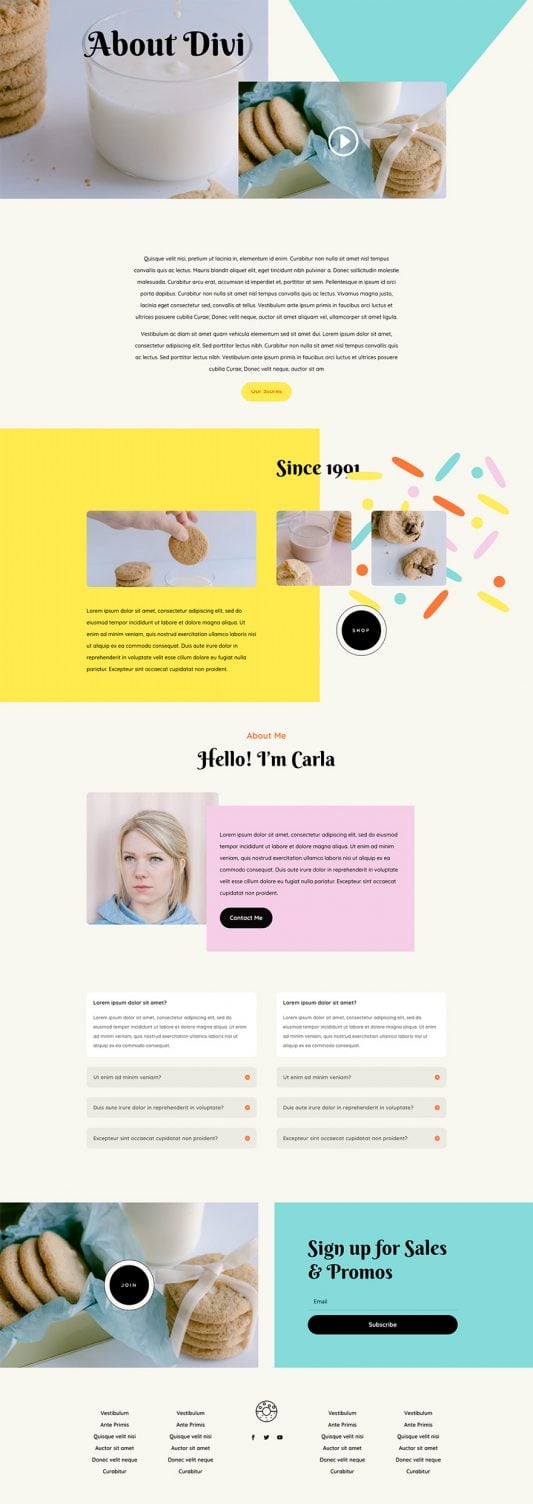 About Divi
Quisque velit nisi, pretium ut lacinia in, elementum id enim. Curabitur non nulla sit amet nisl tempus
convallis quis ac lectus. Mauris blandit aliquet elit, eget tincidunt nibh pulvinar a. Donec sollicitudin molestie
malesuada. Curabitur arcu erat, accumsan id imperdiet et, porttitor at sem. Pellentesque in ipsum id orci
porta dapibus. Curabitur non nulla sit amet nisl tempus convallis quis ac lectus. Vivamus magna justo,
lacinia eget consectetur sed, convallis at tellus. Vestibulum ante ipsum primis in faucibus orci luctus et
ultrices posuere cubilia Curae; Donec velit neque, auctor sit amet aliquam vel, ullamcorper sit amet ligula.
Vestibulum ac diam sit amet quam vehicula elementum sed sit amet dui. Lorem ipsum dolor sit amet,
consectetur adipiscing elit. Sed porttitor lectus nibh. Curabitur non nulla sit amet nisl tempus convallis quis
ac lectus. Sed porttitor lectus nibh. Vestibulum ante ipsum primis in faucibus orci luctus et ultrices posuere
cubilia Curae; Donec velit neque, auctor sit am
Our Stores
Since 1991
Lorem ipsum dolor sit amet, consectetur adipiscing elit, sed do
eiusmod tempor incididunt ut labore et dolore magna aliqua. Ut
enim ad minim veniam, quis nostrud exercitation ullamco laboris nisi
ut aliquip ex ea commodo consequat. Duis aute irure dolor in
reprehenderit in voluptate velit esse cillum dolore eu fugiat nulla
pariatur. Excepteur sint occaecat cupidatat non proident.
SHOP
About Me
Hello! I'm Carla
Lorem ipsum dolor sit amet, consectetur adipiscing elit, sed do eiusmod
tempor incididunt ut labore et dolore magna aliqua. Ut enim ad minim
veniam, quis nostrud exercitation ullamco laboris nisi ut aliquip ex ea
commodo consequat. Duis aute irure dolor in reprehenderit in voluptate
velit esse cillum dolore eu fugiat nulla pariatur. Excepteur sint occaecat
cupidatat non proident.
Contact Me
Lorem ipsum dolor sit amet?
Lorem ipsum dolor sit amet, consectetur adipiscing elit, sed do
eiusmod tempor incididunt ut labore et dolore magna aliqua. Ut enim
ad minim veniam, quis nostrud exercitation ullamco laboris nisi ut
aliquip ex ea commodo consequat.
Ut enim ad minim veniam?
Duis aute irure dolor in reprehenderit in voluptate?
Excepteur sint occaecat cupidatat non proident?
Lorem ipsum dolor sit amet?
Lorem ipsum dolor sit amet, consectetur adipiscing elit, sed do
eiusmod tempor incididunt ut labore et dolore magna aliqua. Ut enim
ad minim veniam, quis nostrud exercitation ullamco laboris nisi ut
aliquip ex ea commodo consequat.
Ut enim ad minim veniam?
Duis aute irure dolor in reprehenderit in voluptate?
Excepteur sint occaecat cupidatat non proident?
JOIN
Sign up for Sales
& Promos
Email
Subscribe
Vestibulum
Ante Primis
Quisque velit nisi
Auctor sit amet
Donec velit neque
Curabitur
Vestibulum
Ante Primis
Quisque velit nisi
Auctor sit amet
Donec velit neque
Curabitur
Vestibulum
Ante Primis
Quisque velit nisi
Auctor sit amet
Donec velit neque
Curabitur
Vestibulum
Ante Primis
Quisque velit nisi
Auctor sit amet
Donec velit neque
Curabitur